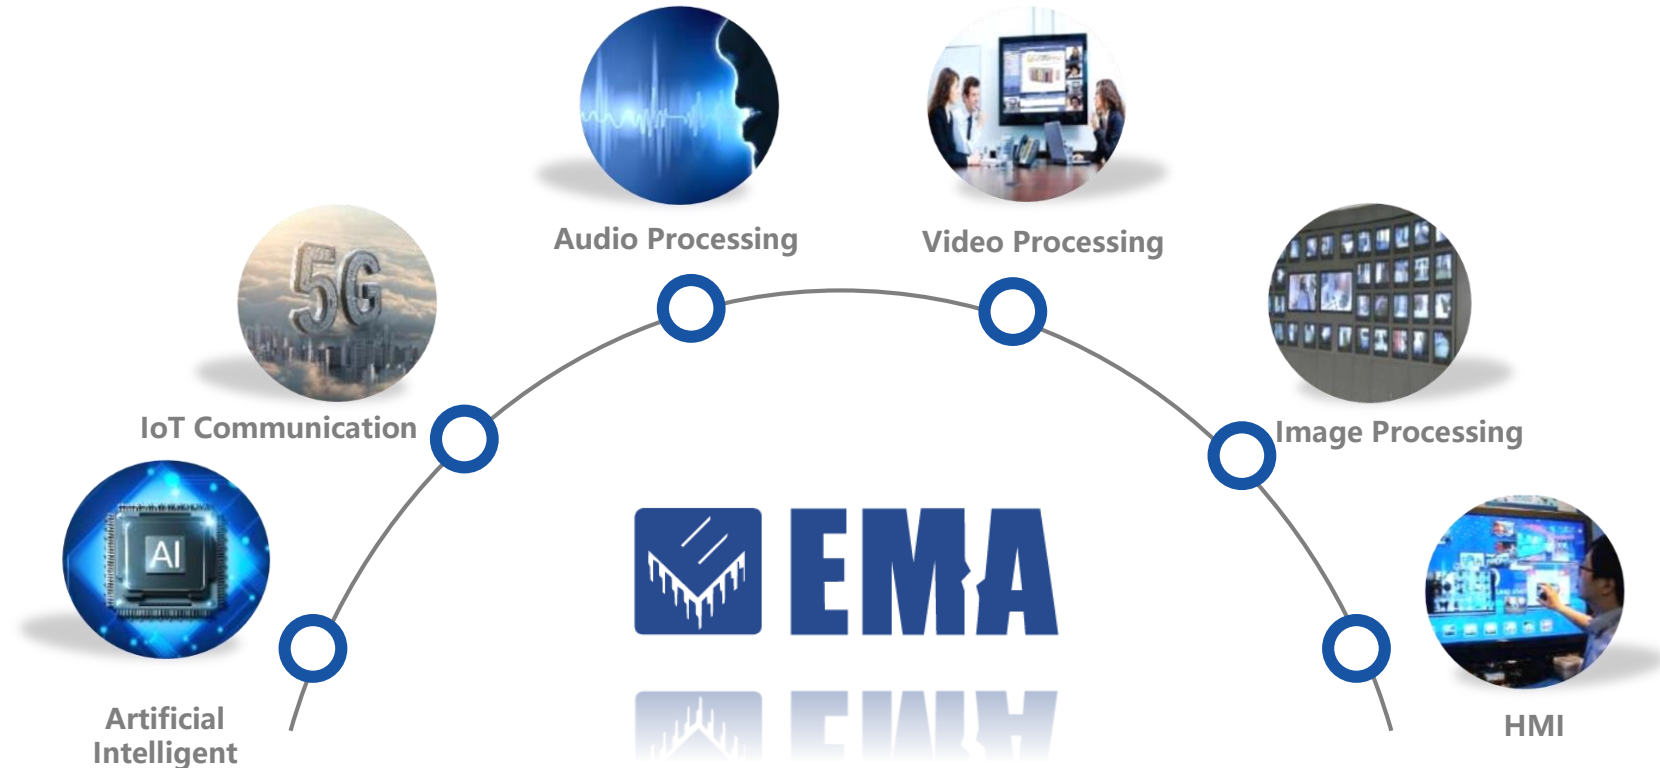 Audio Processing
Video Processing
5G
IoT Communication
Image Processing
AI
EMA
Artificial
Intelligent
HMI